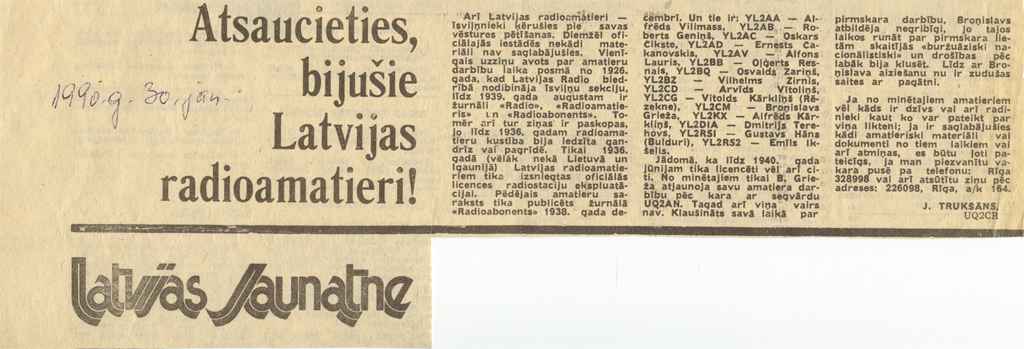 Atsaucieties,
bijušie
Latvijas
radioamatieri!
1990.g. 30. jan.
Latvijas Jaunatne
Arī Latvijas radioamatieri —
īsviļnieki ķērušies pie savas
vēstures pētīšanas. Diemžēl ofi-
ciālajās iestādēs nekādi mate-
riāli nav saglabājušies. Vienī-
gais uzziņu avots par amatieru
darbību laika posmā no 1926.
gada, kad Latvijas Radio bied-
rībā nodibināja īsviļņu sekciju,
līdz 1939. gada augustam ir
žurnāli «Radio», «Radioamatie-
ris» un «Radioabonents». To-
mēr arī tur ziņas ir paskopas,
jo līdz 1936. gadam radioama-
tieru kustība bija iedzīta gan-
drīz vai pagrīdē. Tikai 1936.
gadā (vēlāk nekā Lietuvā un
Igaunijā) Latvijas radioamatie-
riem tika izsniegtas oficiālās
licences radiostaciju ekspluatā-
cijai. Pēdējais amatieru sa-
raksts tika publicēts žurnālā
«Radioabonents» 1938. gada de-
cembrī. Un tie ir: YL2AA — Al-
frēds Vilimass, YL2AB — Ro-
berts Geniņš, YL2AC — Oskars
Cikste, YL2AD — Ernests Ca-
kanovskis, YL2AV — Alfons
Lauris, YL2BB — Oļģerts Res-
nais, YL2BQ — Osvalds Zariņš,
YL2BZ — Vilhelms Zirnis,
YL2CD — Arvīds Vītoliņš,
YL2CG — Vitolds Kārkliņš (Rē-
zekne), YL2CM — Broņislavs
Grieža, YL2KX — Alfrēds Kār-
kliņš, YL2DIA — Dmitrijs Tere-
hovs, YL2RSI — Gustavs Hāns
(Bulduri), YL2R52 — Emīls Ik-
šelis.
Jādomā, ka līdz 1940. gada
jūnijam tika licencēti vēl arī ci-
ti. No minētajiem tikai B. Grie-
ža atjaunoja savu amatiera dar-
bību pēc kara ar segvārdu
UQ2AN. Tagad arī viņa vairs
nav. Klaušināts savā laikā par
pirmskara darbību, Broņislavs
atbildēja negribīgi, jo tajos
laikos runāt par pirmskara lie-
tām skaitījās «buržuāziski na-
cionālistiski» un drošības pēc
labāk bija klusēt. Līdz ar Bro-
ņislava aiziešanu nu ir zudušas
saites ar pagātni.
Ja no minētajiem amatieriem
vēl kāds ir dzīvs vai arī radi-
nieki kaut ko var pateikt par
viņa likteni; ja ir saglabājušies
kādi amatieriski materiāli vai
dokumenti no tiem laikiem vai
arī atmiņas, es būtu ļoti pa-
teicīgs, ja man piezvanītu va-
kara pusē pa telefonu: Rīga
328998 vai arī atsūtītu ziņu pēc
adreses: 226098, Rīga, a/k 164.
J. TRUKSANS,
UQ2CR